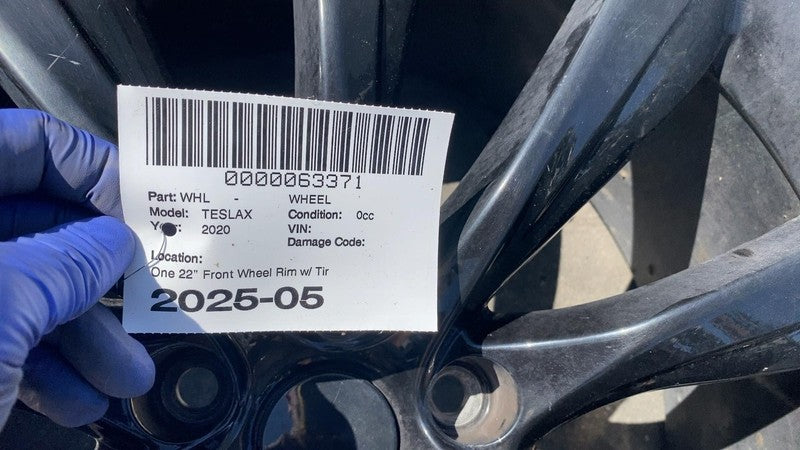 0000063371
Part: WHL - WHEEL
Model: TESLAX Condition: 0cc
2020 VIN:
Damage Code:
Location:
One 22" Front Wheel Rim w/ Tir
2025-05